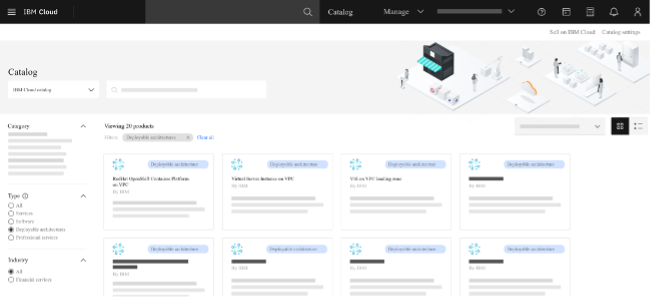 IBM Cloud
Catalog
Manage
Sell on IBM Cloud
Catalog settings
Catalog
IBM Cloud catalog
Category
Type
All
Services
Software
Deployable architectures
Professional services
Industry
All
Financial services
Viewing 20 products
Filters
Deployable architectures ×
Clear all
Deployable architecture
Red Hat OpenShift Container Platform
on VPC
By IBM
Deployable architecture
Virtual Server Instance on VPC
By IBM
Deployable architecture
VSI on VPC landing zone
By IBM
Deployable architecture
By IBM
Deployable architecture
By IBM
Deployable architecture
By IBM
Deployable architecture
By IBM
Deployable architecture
By IBM